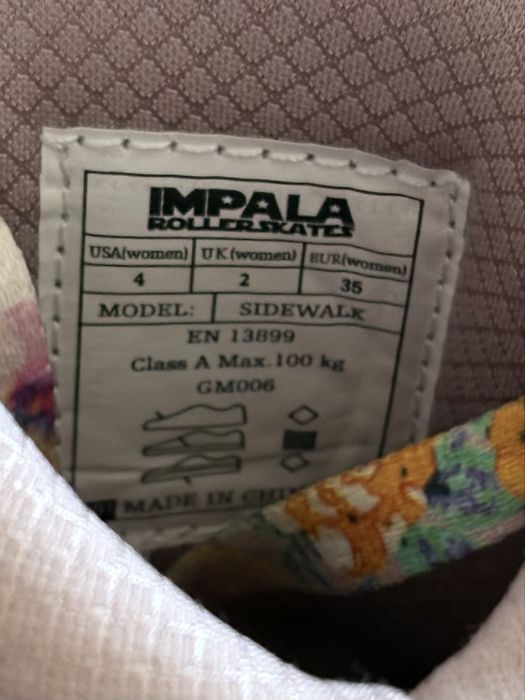 IMPALA
ROLLERSKATES
USA(women) UK(women) EUR(women)
4 2 35
MODEL: SIDEWALK
EN 13899
Class A Max.100 kg
GM006
MADE IN